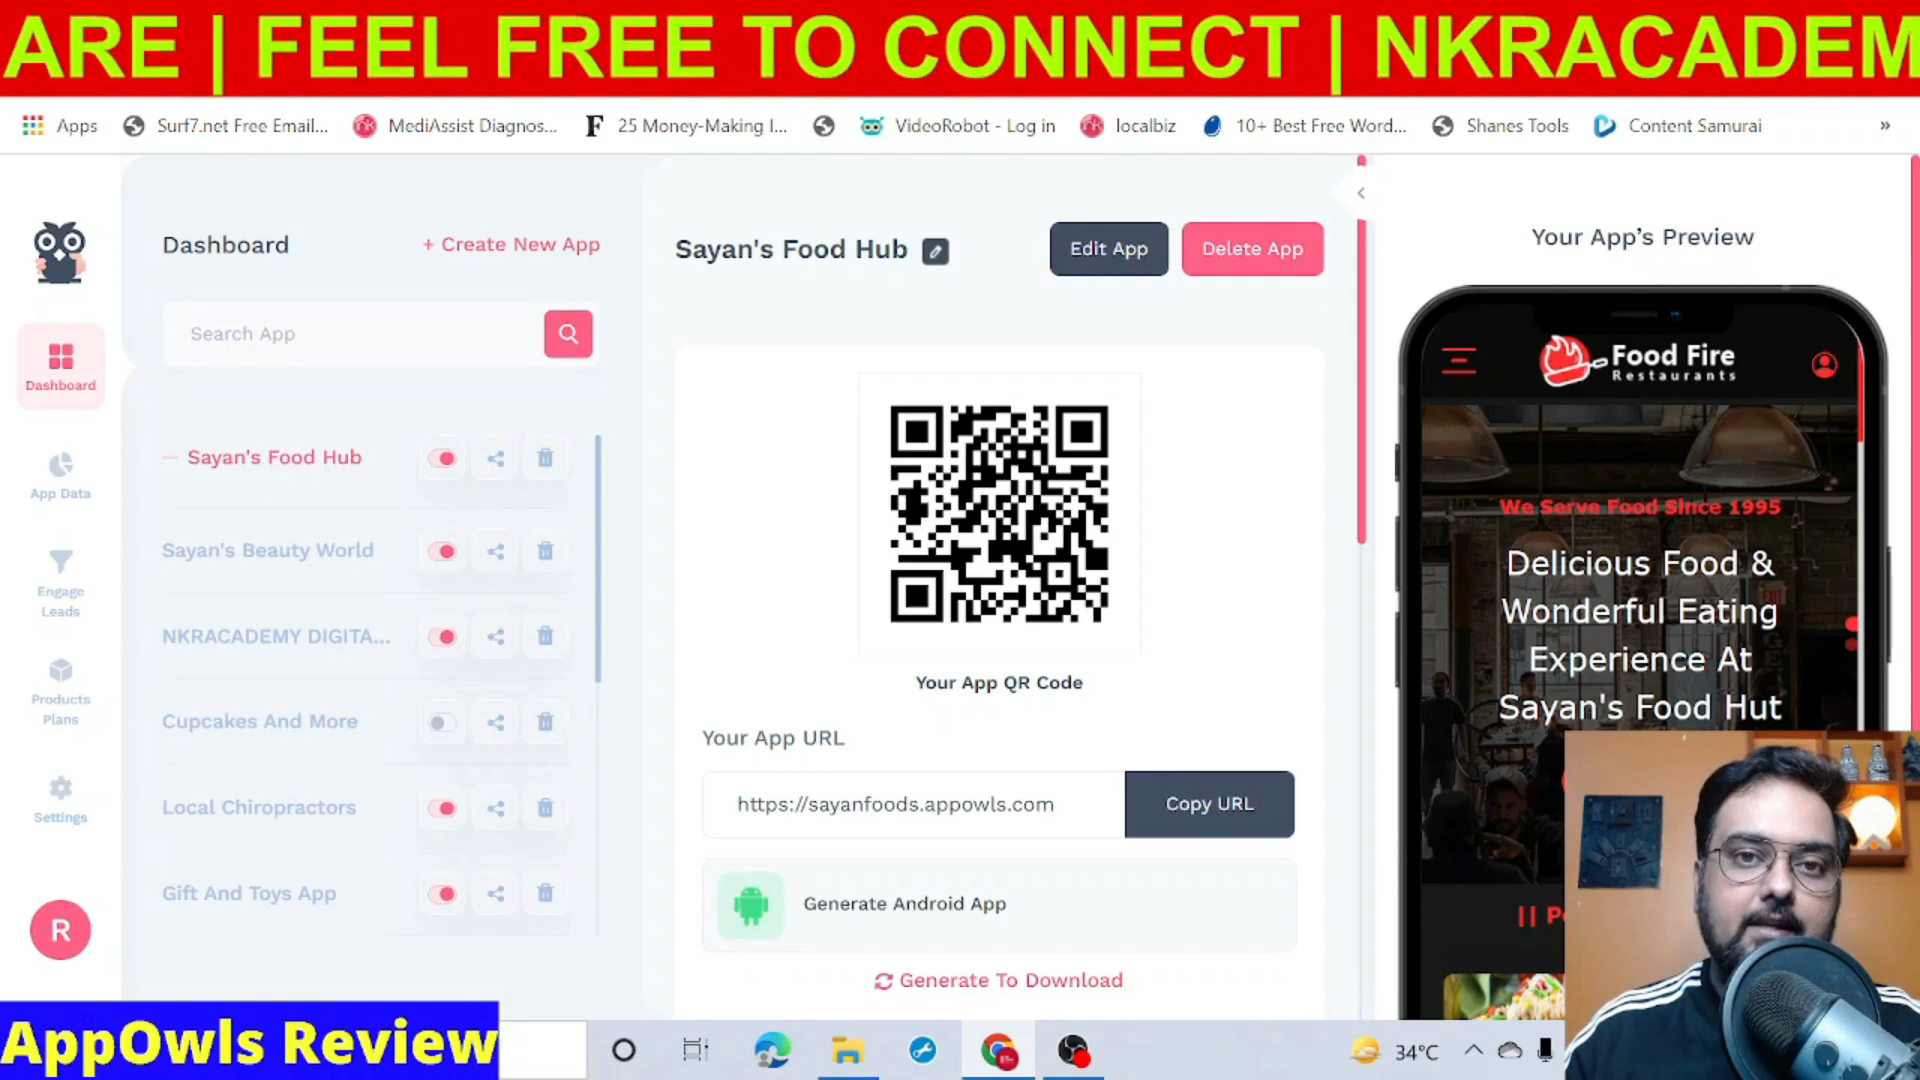 ARE | FEEL FREE TO CONNECT | NKRACADEM
Apps
Surf7.net Free Email...
MediAssist Diagnos...
25 Money-Making I...
VideoRobot - Log in
localbiz
10+ Best Free Word...
Shanes Tools
Content Samurai
»
Dashboard
+ Create New App
Search App
Dashboard
App Data
Engage
Leads
Products
Plans
Settings
R
Sayan's Food Hub
Sayan's Beauty World
NKRACADEMY DIGITA...
Cupcakes And More
Local Chiropractors
Gift And Toys App
Sayan's Food Hub
Edit App
Delete App
Your App QR Code
Your App URL
https://sayanfoods.appowls.com
Copy URL
Generate Android App
Generate To Download
Your App's Preview
Food Fire
Restaurants
We Serve Food Since 1995
Delicious Food &
Wonderful Eating
Experience At
Sayan's Food Hut
AppOwls Review
34°C